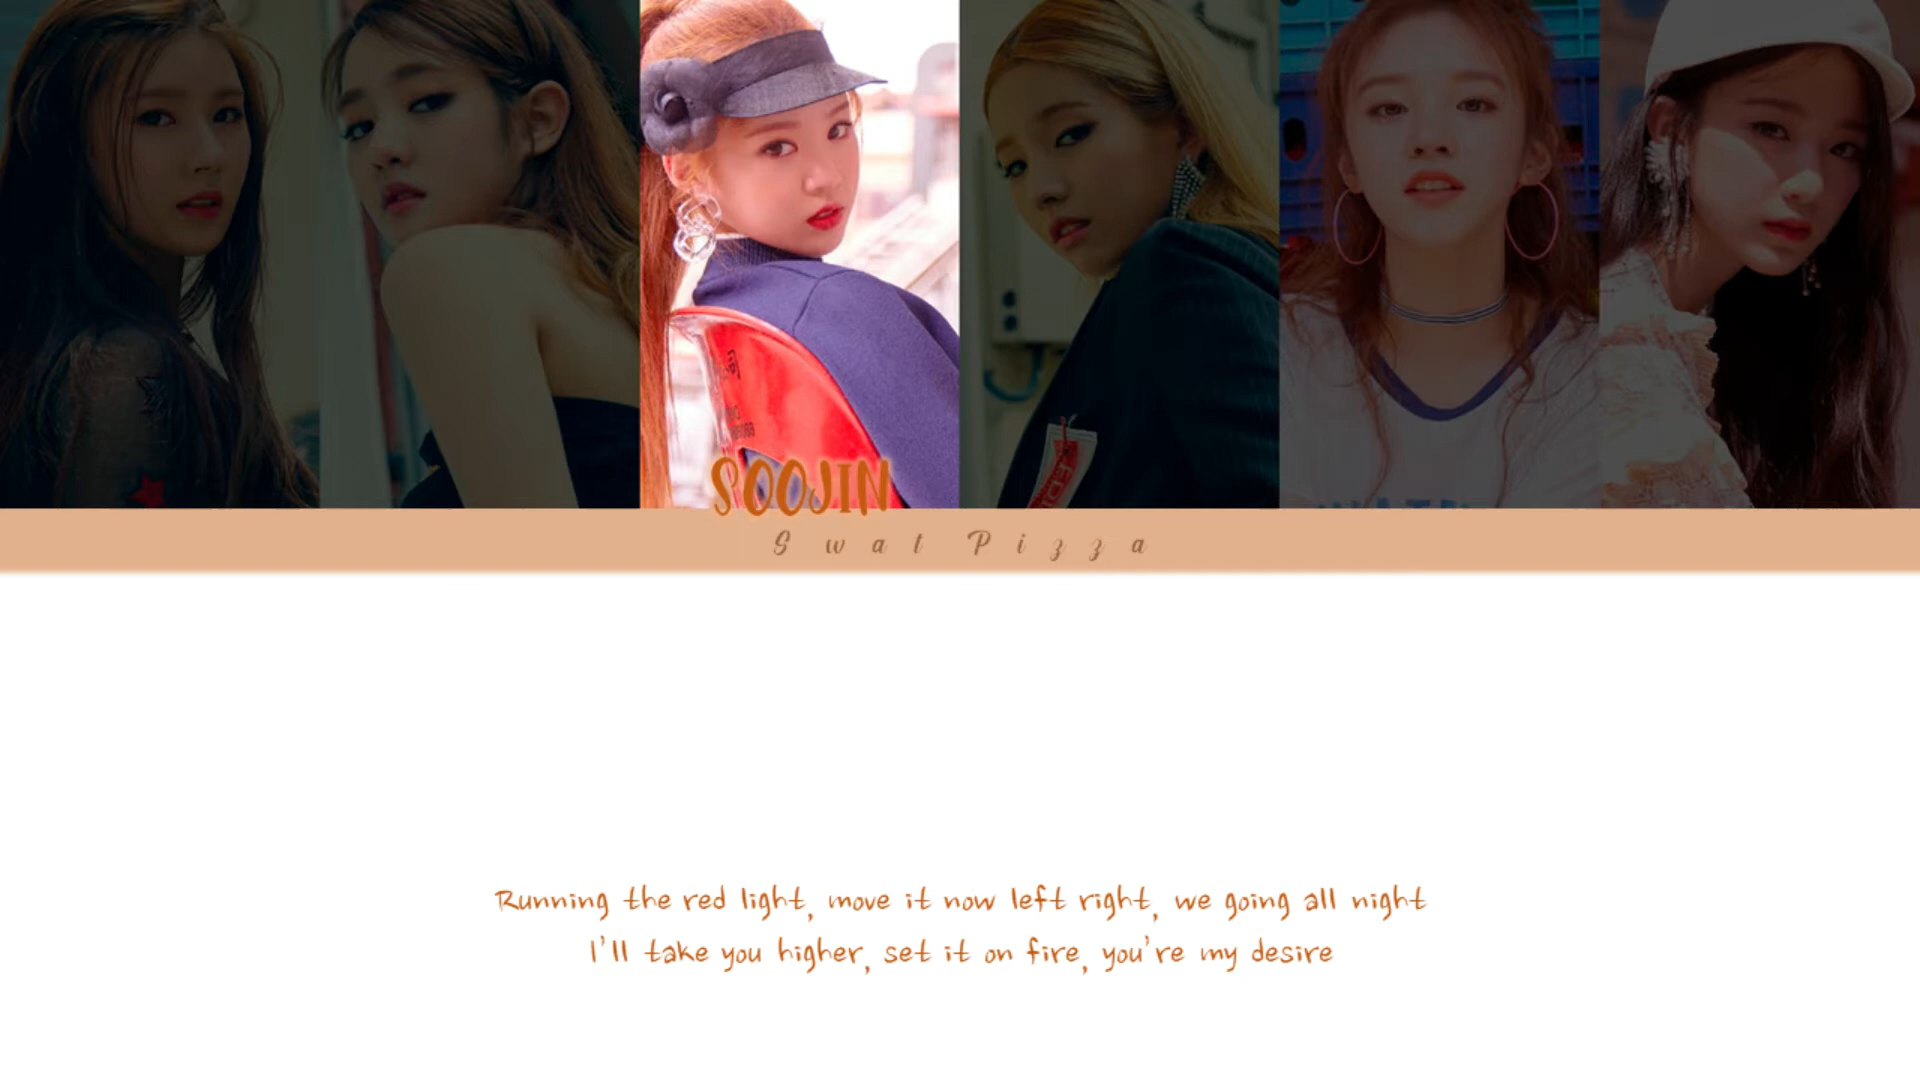 SOOJIN
Swat Pizza
Running the red light, move it now left right, we going all night
I'll take you higher, set it on fire, you're my desire